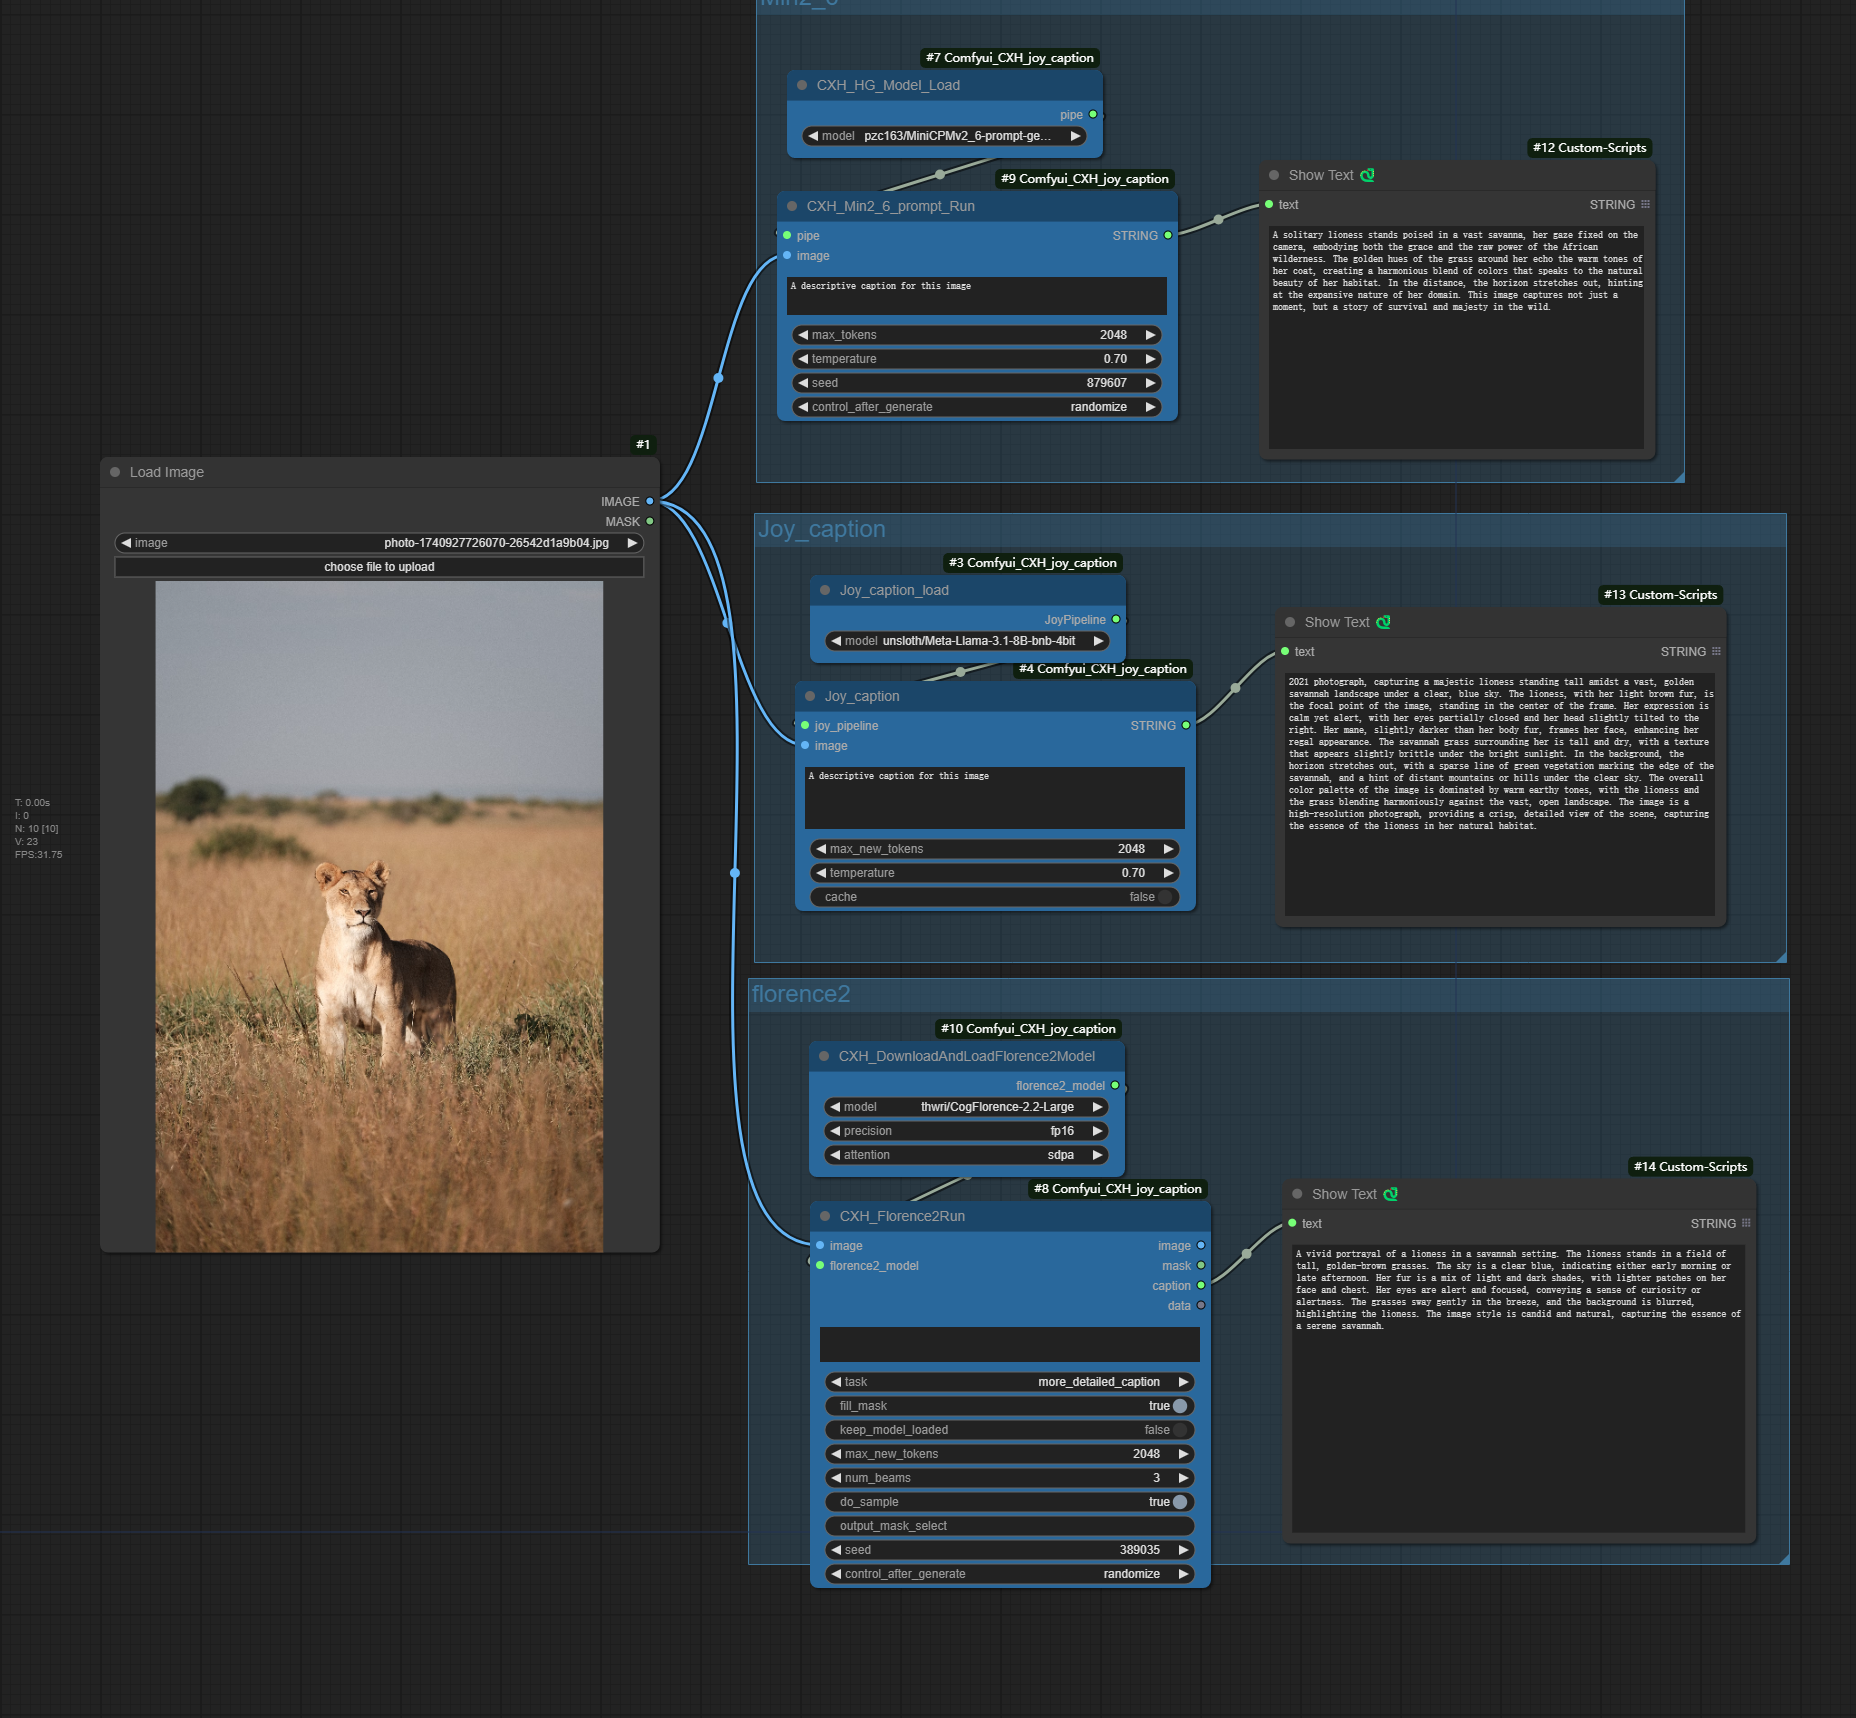 Min2_6
#7 Comfyui_CXH_joy_caption
CXH_HG_Model_Load
pipe
model pzc163/MiniCPMv2_6-prompt-ge...
#9 Comfyui_CXH_joy_caption
CXH_Min2_6_prompt_Run
pipe STRING
image
A descriptive caption for this image
max_tokens 2048
temperature 0.70
seed 879607
control_after_generate randomize
#12 Custom-Scripts
Show Text
text STRING
A solitary lioness stands poised in a vast savanna, her gaze fixed on the
camera, embodying both the grace and the raw power of the African
wilderness. The golden hues of the grass around her echo the warm tones of
her coat, creating a harmonious blend of colors that speaks to the natural
beauty of her habitat. In the distance, the horizon stretches out, hinting
at the expansive nature of her domain. This image captures not just a
moment, but a story of survival and majesty in the wild.
#1
Load Image
IMAGE
MASK
image photo-1740927726070-26542d1a9b04.jpg
choose file to upload
T: 0.00s
I: 0
N: 10 [10]
V: 23
FPS:31.75
Joy_caption
#3 Comfyui_CXH_joy_caption
Joy_caption_load
JoyPipeline
model unsloth/Meta-Llama-3.1-8B-bnb-4bit
#4 Comfyui_CXH_joy_caption
Joy_caption
joy_pipeline STRING
image
A descriptive caption for this image
max_new_tokens 2048
temperature 0.70
cache false
#13 Custom-Scripts
Show Text
text STRING
2021 photograph, capturing a majestic lioness standing tall amidst a vast, golden
savannah landscape under a clear, blue sky. The lioness, with her light brown fur, is
the focal point of the image, standing in the center of the frame. Her expression is
calm yet alert, with her eyes partially closed and her head slightly tilted to the
right. Her mane, slightly darker than her body fur, frames her face, enhancing her
regal appearance. The savannah grass surrounding her is tall and dry, with a texture
that appears slightly brittle under the bright sunlight. In the background, the
horizon stretches out, with a sparse line of green vegetation marking the edge of the
savannah, and a hint of distant mountains or hills under the clear sky. The overall
color palette of the image is dominated by warm earthy tones, with the lioness and
the grass blending harmoniously against the vast, open landscape. The image is a
high-resolution photograph, providing a crisp, detailed view of the scene, capturing
the essence of the lioness in her natural habitat.
florence2
#10 Comfyui_CXH_joy_caption
CXH_DownloadAndLoadFlorence2Model
florence2_model
model thwri/CogFlorence-2.2-Large
precision fp16
attention sdpa
#8 Comfyui_CXH_joy_caption
CXH_Florence2Run
image image
florence2_model mask
caption
data
task more_detailed_caption
fill_mask true
keep_model_loaded false
max_new_tokens 2048
num_beams 3
do_sample true
output_mask_select
seed 389035
control_after_generate randomize
#14 Custom-Scripts
Show Text
text STRING
A vivid portrayal of a lioness in a savannah setting. The lioness stands in a field of
tall, golden-brown grasses. The sky is a clear blue, indicating either early morning or
late afternoon. Her fur is a mix of light and dark shades, with lighter patches on her
face and chest. Her eyes are alert and focused, conveying a sense of curiosity or
alertness. The grasses sway gently in the breeze, and the background is blurred,
highlighting the lioness. The image style is candid and natural, capturing the essence of
a serene savannah.